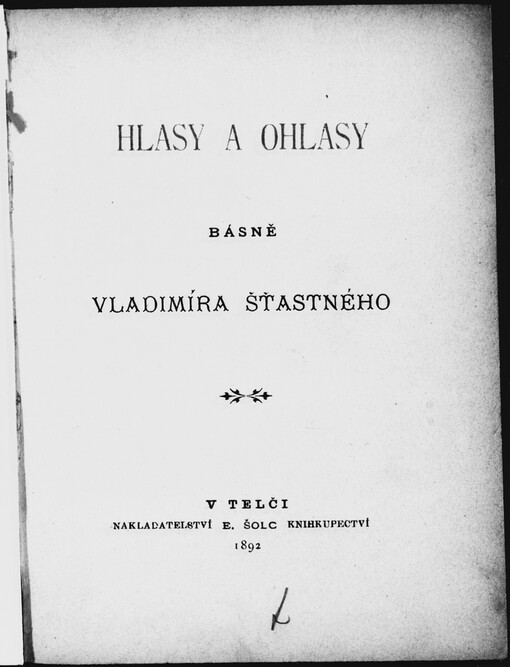 HLASY A OHLASY
BÁSNĚ
VLADIMÍRA ŠŤASTNÉHO
V TELČI
NAKLADATELSTVÍ E. ŠOLC KNIHKUPECTVÍ
1892